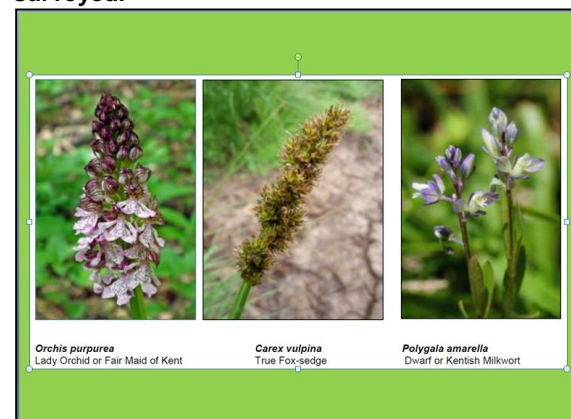 surveyed.
Orchis purpurea
Lady Orchid or Fair Maid of Kent
Carex vulpina
True Fox-sedge
Polygala amarella
Dwarf or Kentish Milkwort